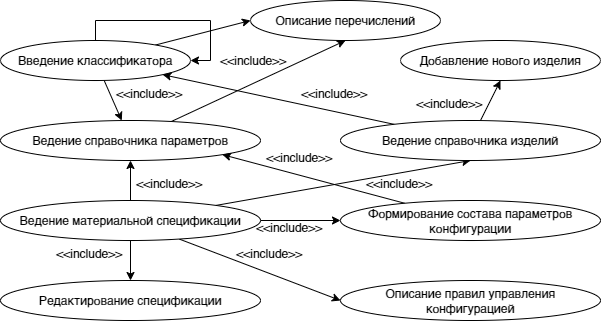 Описание перечислений
Введение классификатора
<<include>>
Добавление нового изделия
<<include>>
<<include>>
<<include>>
Ведение справочника параметров
Ведение справочника изделий
<<include>>
<<include>>
<<include>>
Ведение материальной спецификации
<<include>>
Формирование состава параметров
конфигурации
<<include>>
<<include>>
Редактирование спецификации
Описание правил управления
конфигурацией